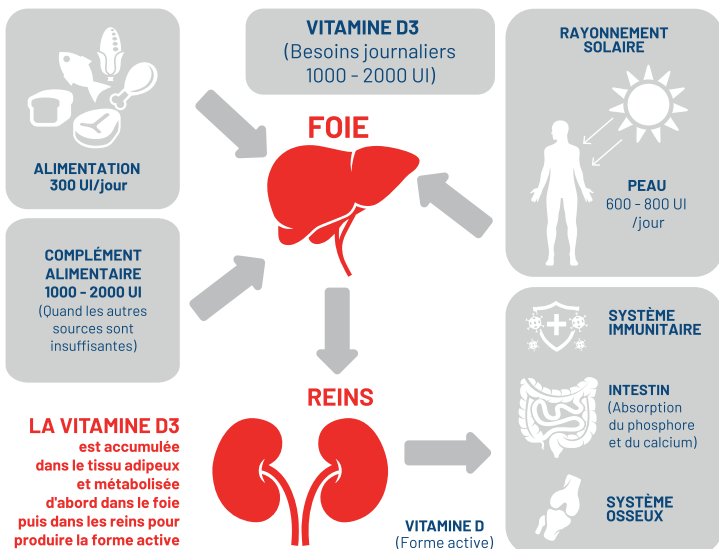 VITAMINE D3
(Besoins journaliers
1000 - 2000 UI)
ALIMENTATION
300 UI/jour
FOIE
RAYONNEMENT
SOLAIRE
PEAU
600 - 800 UI
/jour
COMPLÉMENT
ALIMENTAIRE
1000 - 2000 UI
(Quand les autres
sources sont
insuffisantes)
REINS
LA VITAMINE D3
est accumulée
dans le tissu adipeux
et métabolisée
d'abord dans le foie
puis dans les reins pour
produire la forme active
VITAMINE D
(Forme active)
SYSTÈME
IMMUNITAIRE
INTESTIN
(Absorption
du phosphore
et du calcium)
SYSTÈME
OSSEUX